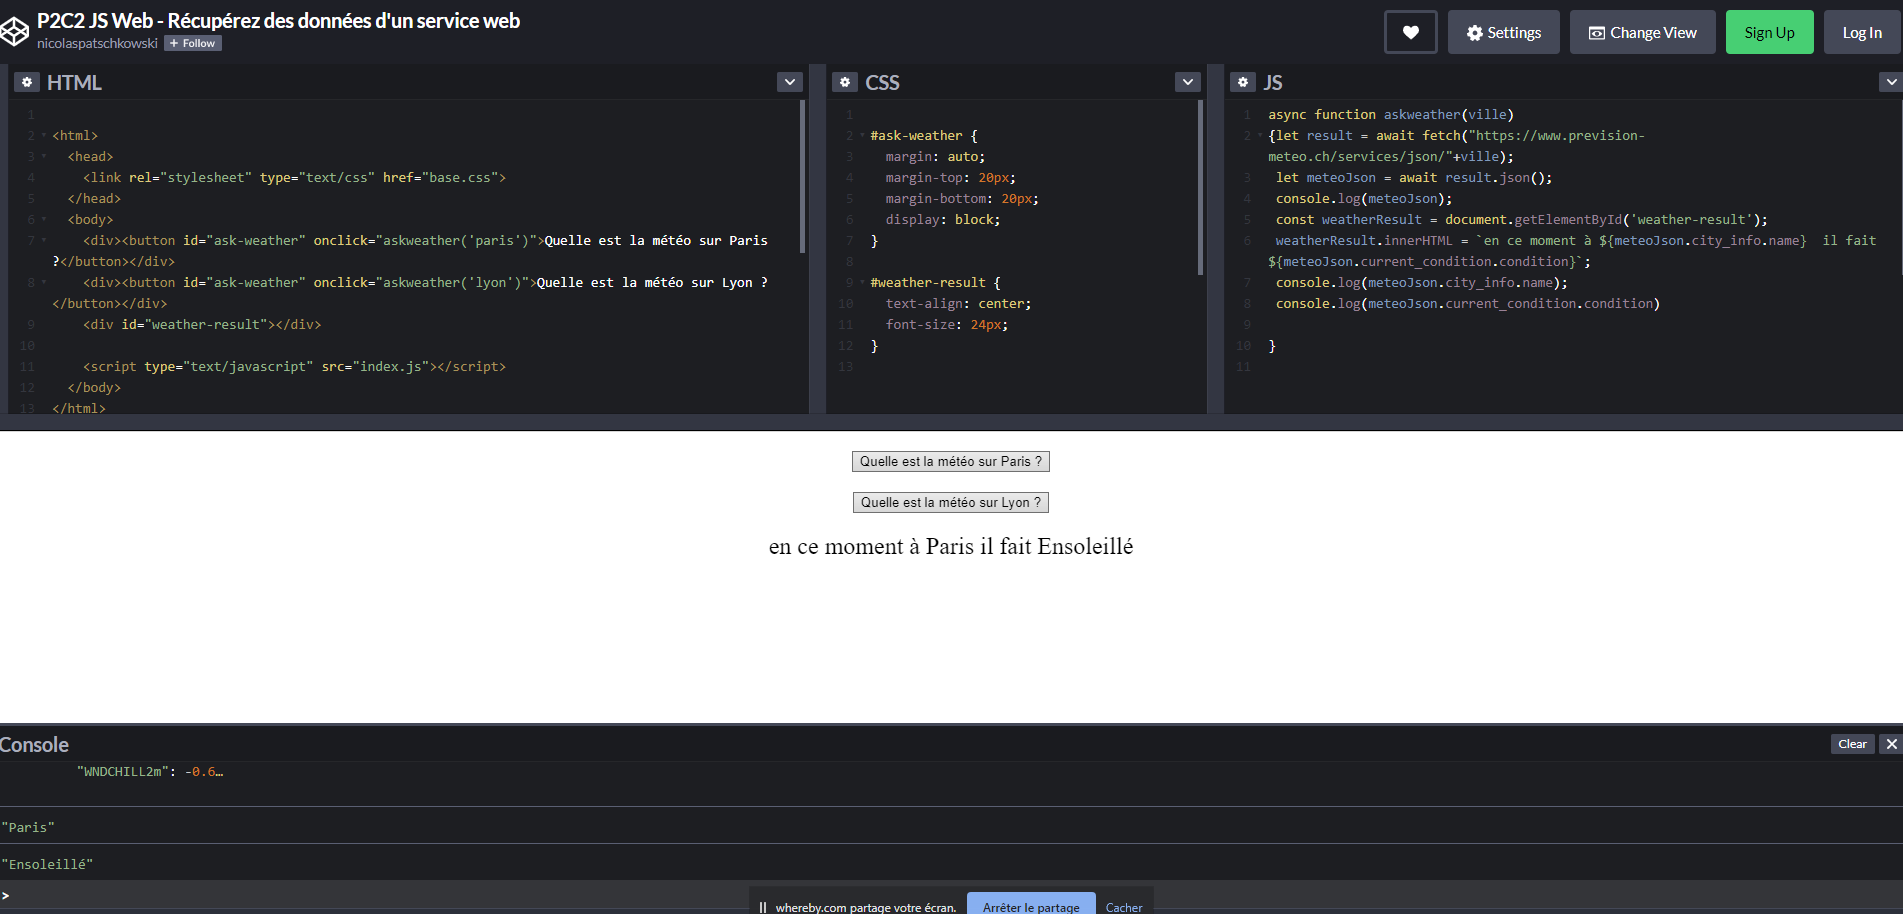 P2C2 JS Web - Récupérez des données d'un service web
nicolaspatschkowski + Follow
Settings
Change View
Sign Up
Log In
HTML
1
2 <html>
3 <head>
4 <link rel="stylesheet" type="text/css" href="base.css">
5 </head>
6 <body>
7 <div><button id="ask-weather" onclick="askweather('paris')">Quelle est la météo sur Paris
?</button></div>
8 <div><button id="ask-weather" onclick="askweather('lyon')">Quelle est la météo sur Lyon ?
</button></div>
9 <div id="weather-result"></div>
10
11 <script type="text/javascript" src="index.js"></script>
12 </body>
13 </html>
CSS
1
2 #ask-weather {
3 margin: auto;
4 margin-top: 20px;
5 margin-bottom: 20px;
6 display: block;
7 }
8
9 #weather-result {
10 text-align: center;
11 font-size: 24px;
12 }
13
JS
1 async function askweather(ville)
2 {let result = await fetch("https://www.prevision-
meteo.ch/services/json/"+ville);
3 let meteoJson = await result.json();
4 console.log(meteoJson);
5 const weatherResult = document.getElementById('weather-result');
6 weatherResult.innerHTML = `en ce moment à ${meteoJson.city_info.name}  il fait
${meteoJson.current_condition.condition}`;
7 console.log(meteoJson.city_info.name);
8 console.log(meteoJson.current_condition.condition)
9
10 }
11
Quelle est la météo sur Paris ?
Quelle est la météo sur Lyon ?
en ce moment à Paris il fait Ensoleillé
Console
Clear
"WNDCHILL2m": -0.6…
"Paris"
"Ensoleillé"
>
whereby.com partage votre écran.
Arrêter le partage
Cacher